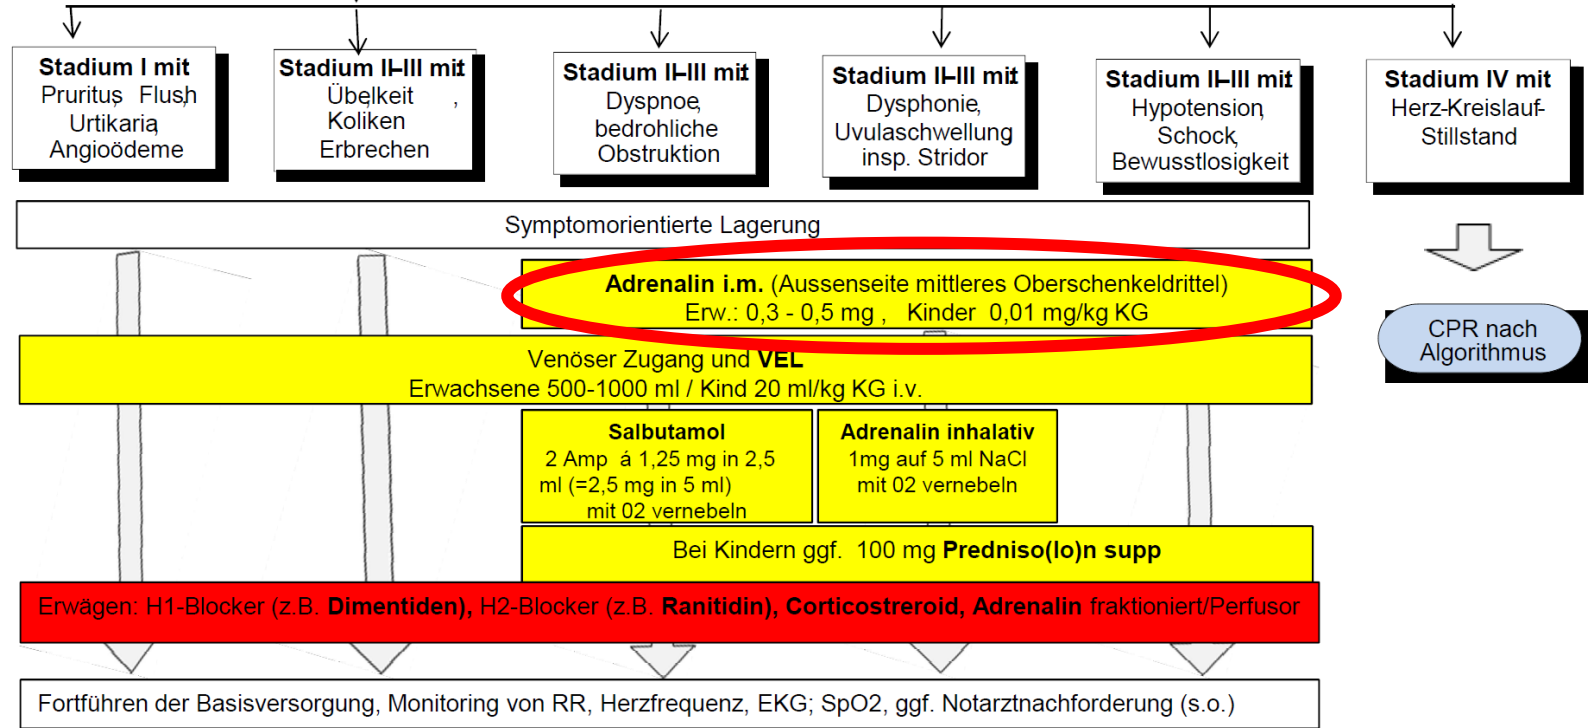 Stadium I mit
Pruritus, Flush
Urtikaria,
Angioödeme
Stadium II-III mit:
Übelkeit ,
Koliken
Erbrechen
Stadium II-III mit:
Dyspnoe,
bedrohliche
Obstruktion
Stadium II-III mit:
Dysphonie,
Uvulaschwellung
insp. Stridor
Stadium II-III mit:
Hypotension,
Schock,
Bewusstlosigkeit
Stadium IV mit
Herz-Kreislauf-
Stillstand
Symptomorientierte Lagerung
Adrenalin i.m. (Aussenseite mittleres Oberschenkeldrittel)
Erw.: 0,3 - 0,5 mg , Kinder 0,01 mg/kg KG
CPR nach
Algorithmus
Venöser Zugang und VEL
Erwachsene 500-1000 ml / Kind 20 ml/kg KG i.v.
Salbutamol
2 Amp á 1,25 mg in 2,5
ml (=2,5 mg in 5 ml)
mit 02 vernebeln
Adrenalin inhalativ
1mg auf 5 ml NaCl
mit 02 vernebeln
Bei Kindern ggf. 100 mg Predniso(lo)n supp
Erwägen: H1-Blocker (z.B. Dimentiden), H2-Blocker (z.B. Ranitidin), Corticostreroid, Adrenalin fraktioniert/Perfusor
Fortführen der Basisversorgung, Monitoring von RR, Herzfrequenz, EKG; SpO2, ggf. Notarztnachforderung (s.o.)